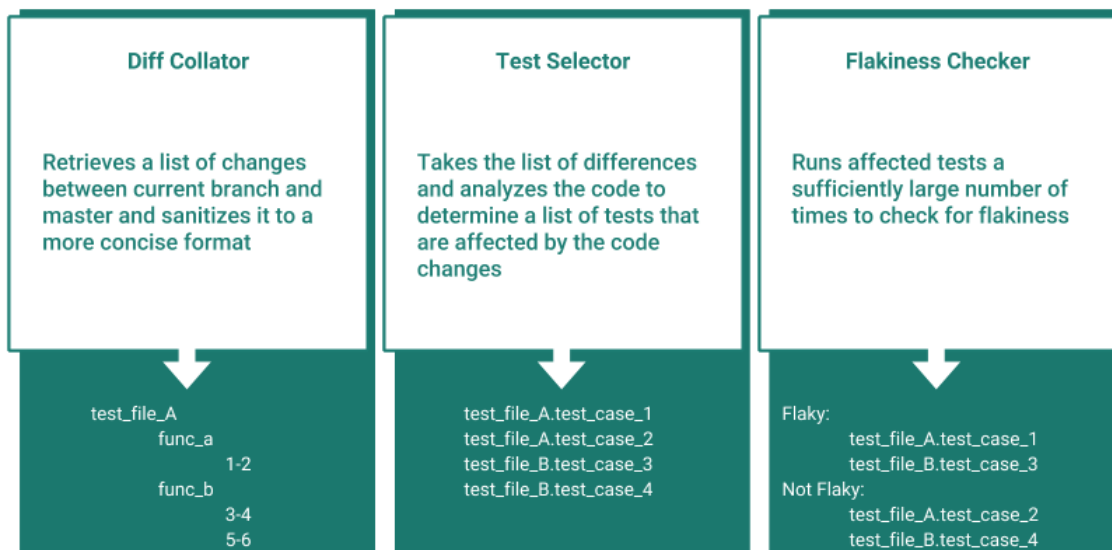 Diff Collator
Retrieves a list of changes
between current branch and
master and sanitizes it to a
more concise format
test_file_A
func_a
1-2
func_b
3-4
5-6
Test Selector
Takes the list of differences
and analyzes the code to
determine a list of tests that
are affected by the code
changes
test_file_A.test_case_1
test_file_A.test_case_2
test_file_B.test_case_3
test_file_B.test_case_4
Flakiness Checker
Runs affected tests a
sufficiently large number of
times to check for flakiness
Flaky:
test_file_A.test_case_1
test_file_B.test_case_3
Not Flaky:
test_file_A.test_case_2
test_file_B.test_case_4